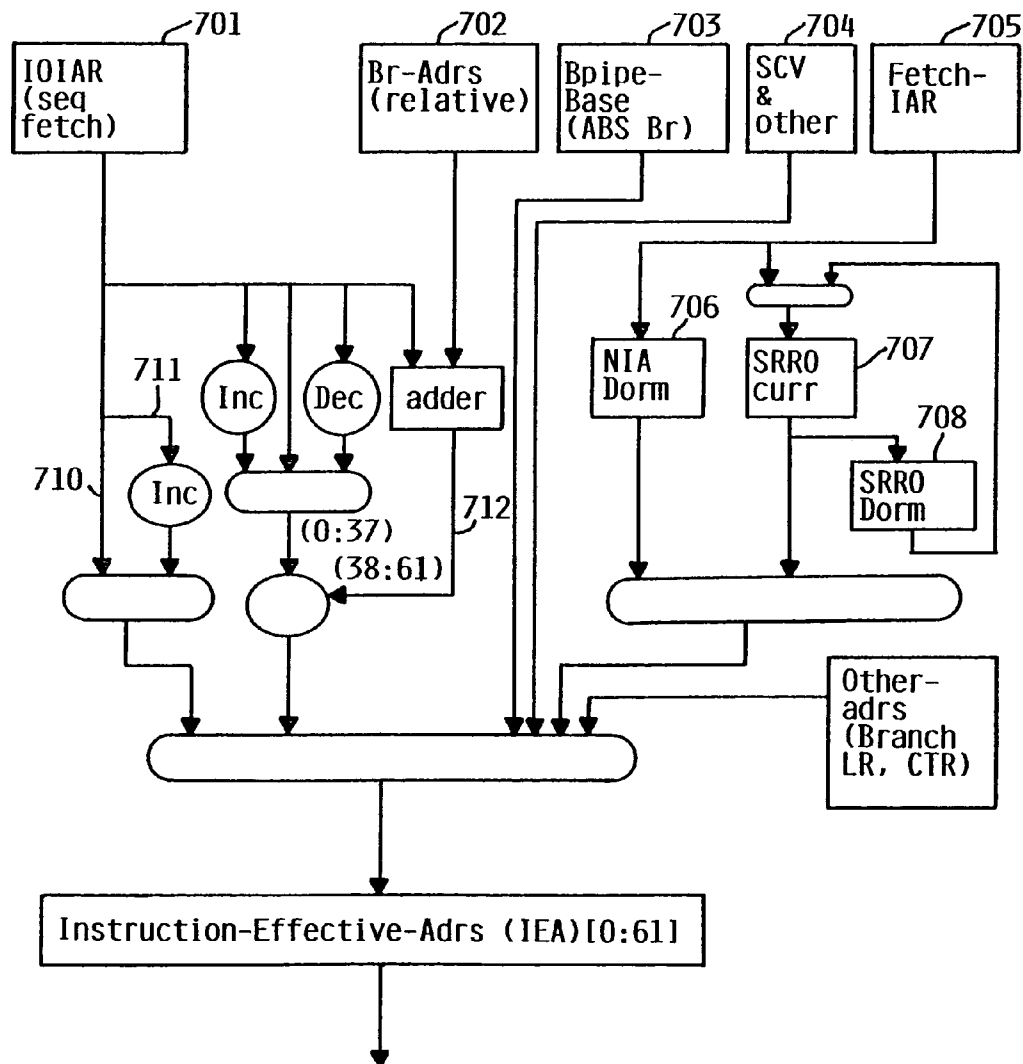 701
702
703
704
705
IOIAR
(seq
fetch)
Br-Adrs
(relative)
Bpipe-
Base
(ABS Br)
SCV
&
other
Fetch-
IAR
706
707
708
NIA
Dorm
SRRO
curr
SRRO
Dorm
711
Inc
Dec
adder
710
Inc
712
(0:37)
(38:61)
Other-
adrs
(Branch
LR, CTR)
Instruction-Effective-Adrs (IEA)[0:61]